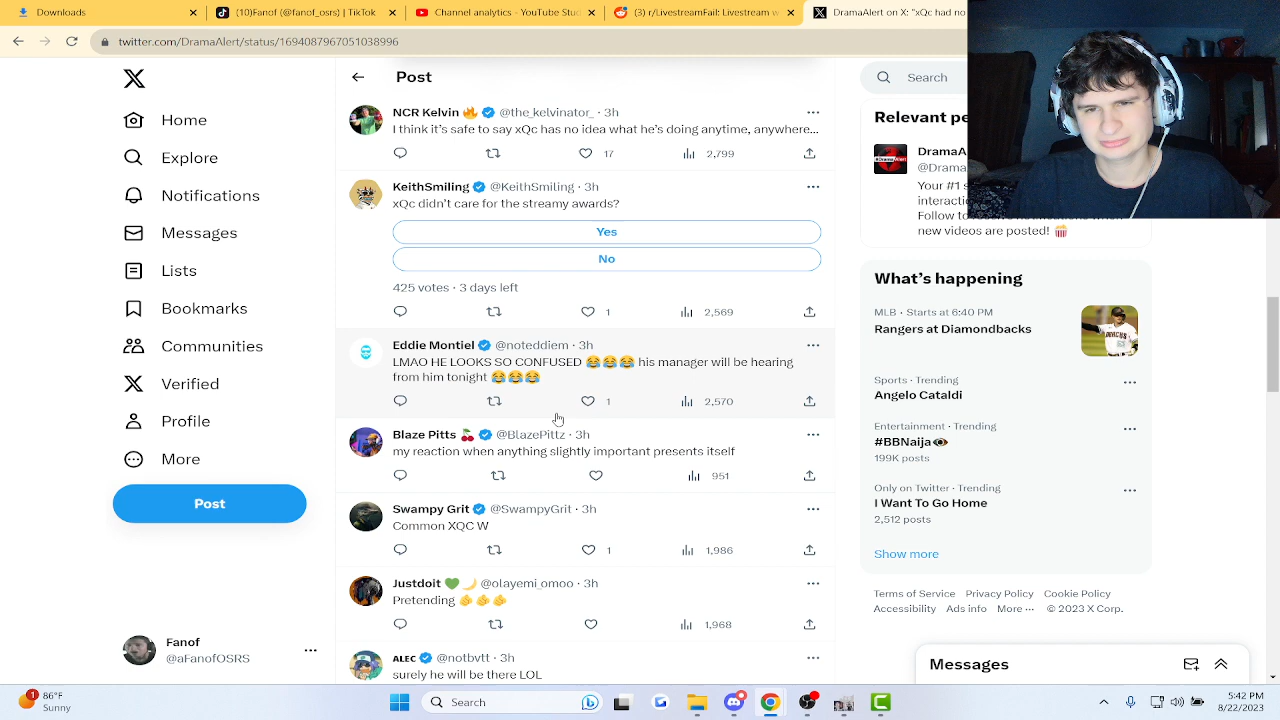 Downloads
(10)Fanof (@fanof_osrs) | TikTok
Channel analytics - YouTube Stud
(3) r/LivestreamFail: Livestream w
DramaAlert on X: "xQc had no
twitter.com/DramaAlert/status/1694087967051038996
Home
Explore
Notifications
Messages
Lists
Bookmarks
Communities
Verified
Profile
More
Post
Fanof
@aFanofOSRS
Post
NCR Kelvin 🔥 @the_kelvinator_ · 3h
I think it's safe to say xQc has no idea what he's doing anytime, anywhere...
17 2,799
KeithSmiling @KeithSmiling · 3h
xQc didn't care for the streamy awards?
Yes
No
425 votes · 3 days left
1 2,569
Eddie Montiel @noteddiem · 3h
LMAO HE LOOKS SO CONFUSED 😂😂😂 his manager will be hearing
from him tonight 😂😂😂
1 2,570
Blaze Pitts 🍒 @BlazePittz · 3h
my reaction when anything slightly important presents itself
951
Swampy Grit @SwampyGrit · 3h
Common XQC W
1 1,986
Justdoit 💚🌙 @olayemi_omoo · 3h
Pretending
1,968
ALEC @notbvtt · 3h
surely he will be there LOL
Search
Relevant pe
DramaA
#DramaAlert
@Drama
Your #1 s
interactio
Follow to receive notifications when
new videos are posted! 🍿
What's happening
MLB · Starts at 6:40 PM
Rangers at Diamondbacks
Sports · Trending
Angelo Cataldi
Entertainment · Trending
#BBNaija
199K posts
Only on Twitter · Trending
I Want To Go Home
2,512 posts
Show more
Terms of Service Privacy Policy Cookie Policy
Accessibility Ads info More ··· © 2023 X Corp.
Messages
1
86°F
Sunny
Search
5:42 PM
8/22/2023